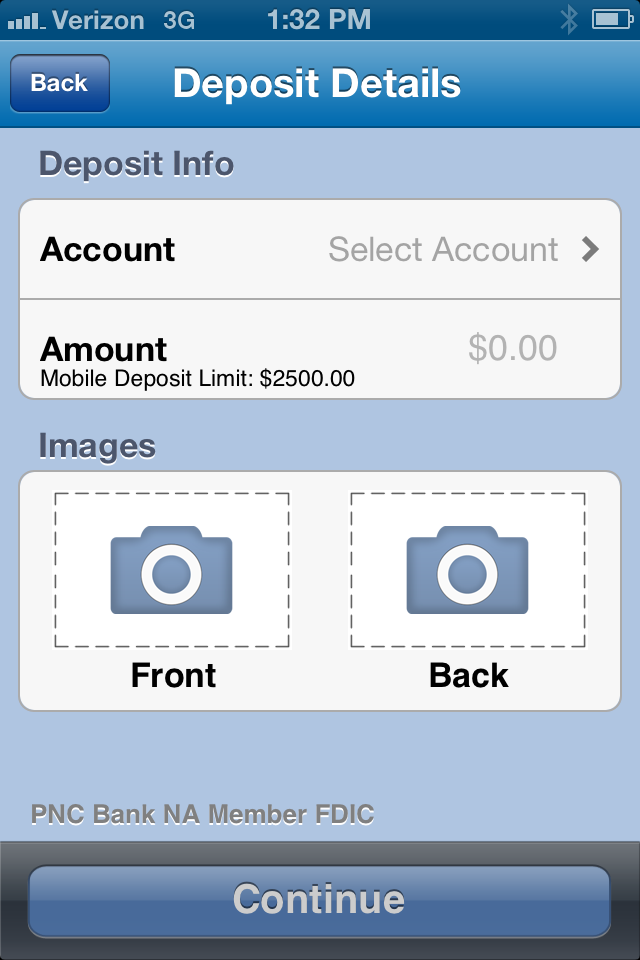 Verizon 3G 1:32 PM
Back Deposit Details
Deposit Info
Account Select Account
Amount $0.00
Mobile Deposit Limit: $2500.00
Images
Front Back
PNC Bank NA Member FDIC
Continue